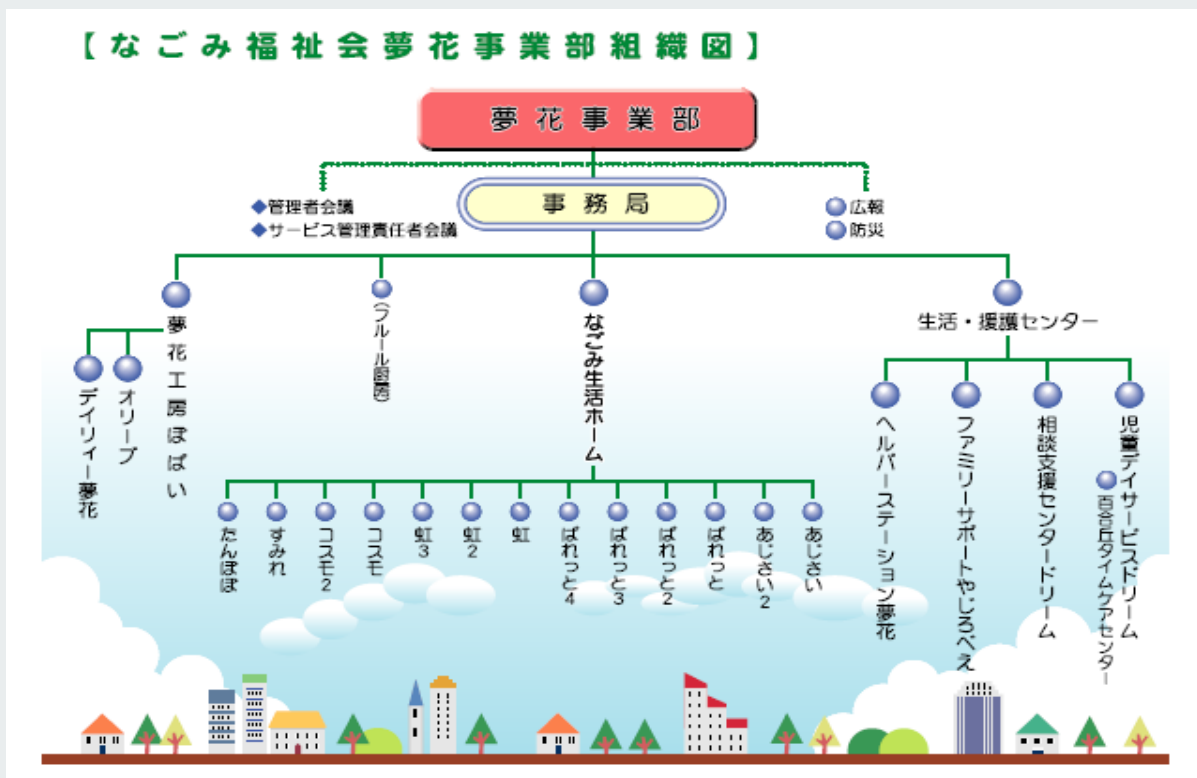 【なごみ福祉会夢花事業部組織図】
夢花事業部
事務局
◆管理者会議
◆サービス管理責任者会議
広報
防災
夢花工房ぽぱい
デイリィー夢花
オリーブ
(フルール厨房)
なごみ生活ホーム
たんぽぽ
すみれ
コスモ2
コスモ
虹3
虹2
虹
ぱれっと4
ぱれっと3
ぱれっと2
ぱれっと
あじさい2
あじさい
生活・援護センター
ヘルパーステーション夢花
ファミリーサポートやじろべえ
相談支援センタードリーム
児童デイサービスドリーム
百合丘タイムケアセンター